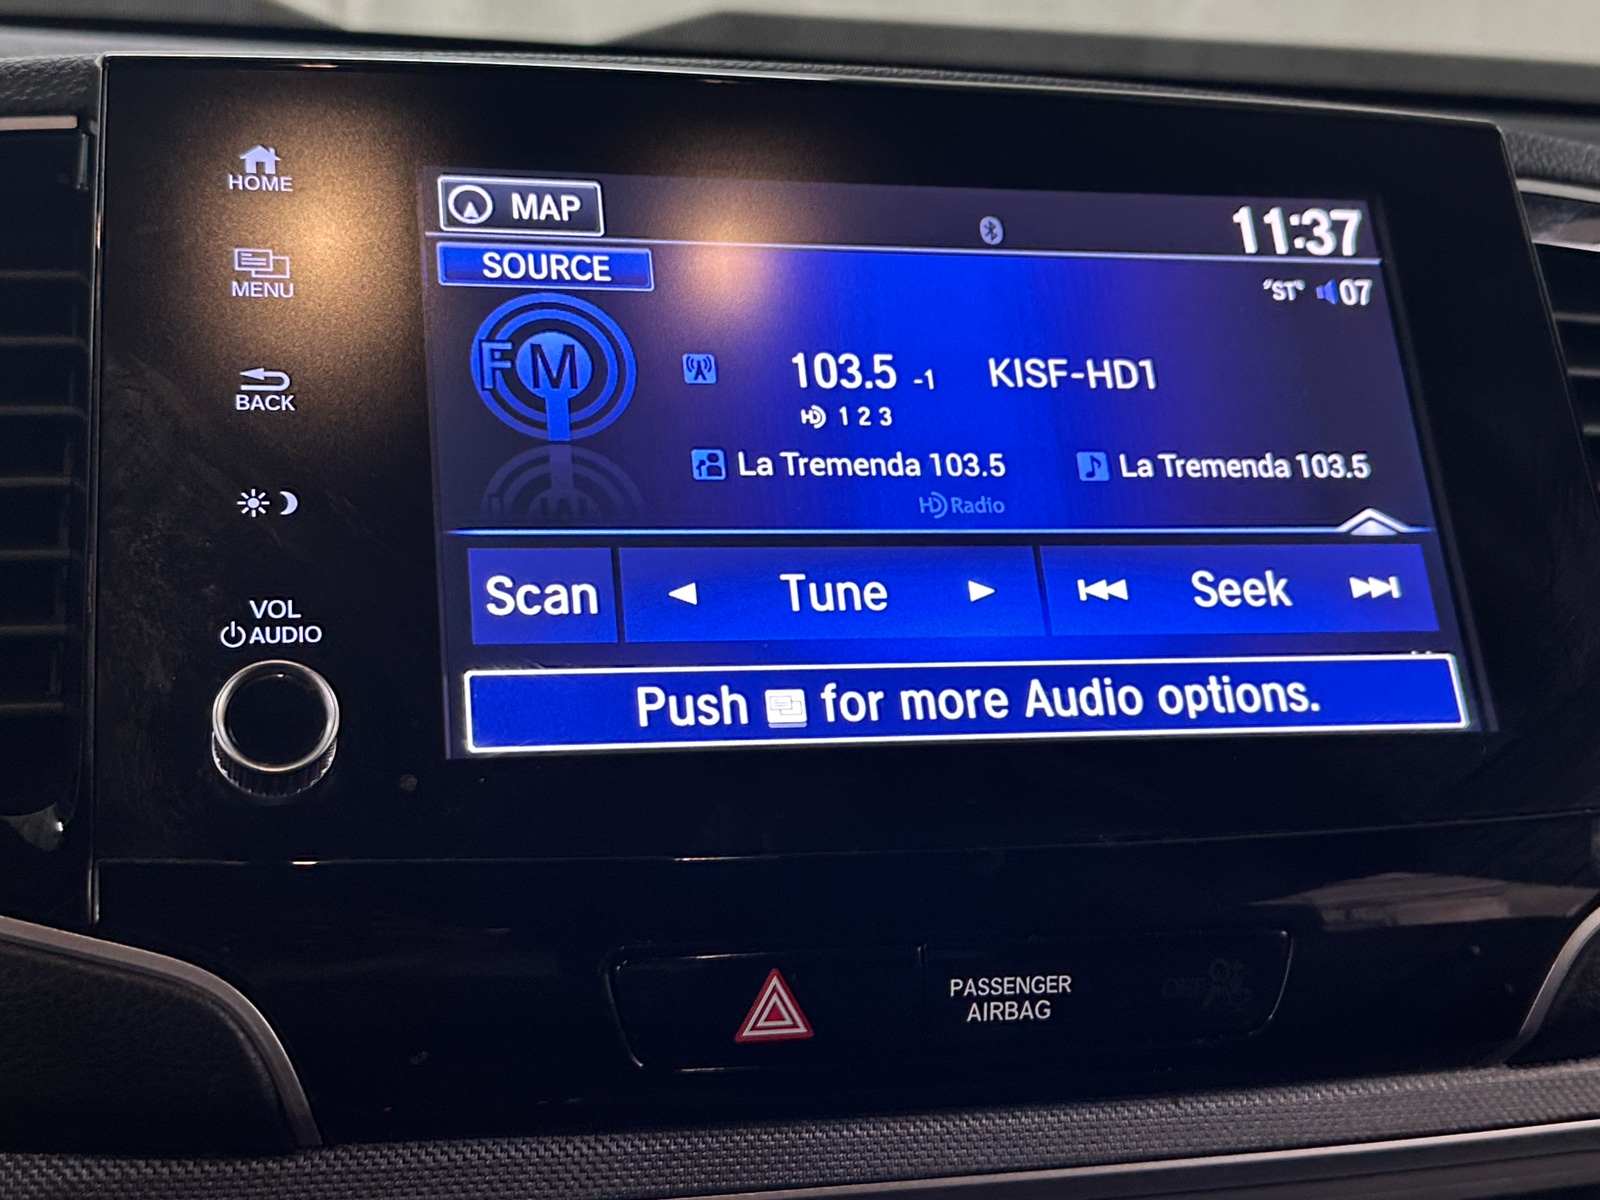 HOME
MENU
BACK
VOL
AUDIO
MAP
11:37
SOURCE
"ST" 07
FM
103.5 -1 KISF-HD1
HD 1 2 3
La Tremenda 103.5 La Tremenda 103.5
HD Radio
Scan Tune Seek
Push for more Audio options.
PASSENGER
AIRBAG
OFF